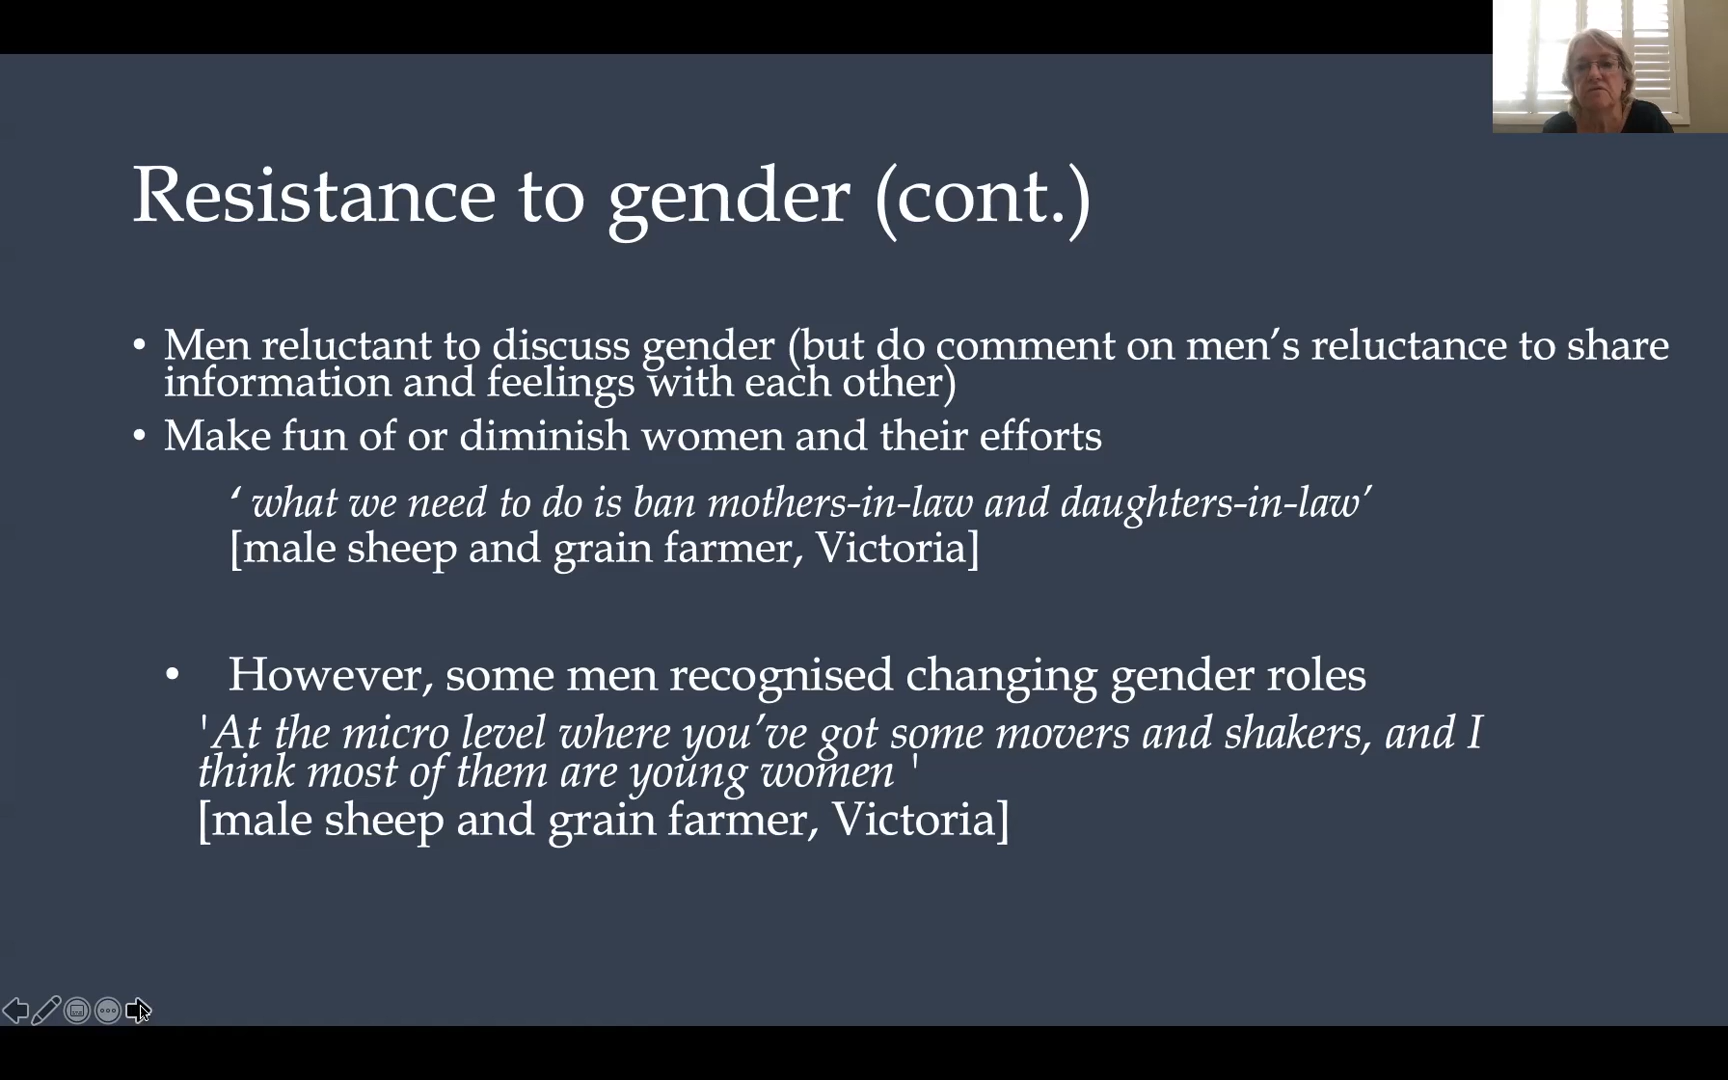 Resistance to gender (cont.)
• Men reluctant to discuss gender (but do comment on men’s reluctance to share
information and feelings with each other)
• Make fun of or diminish women and their efforts
‘ what we need to do is ban mothers-in-law and daughters-in-law’
[male sheep and grain farmer, Victoria]
• However, some men recognised changing gender roles
'At the micro level where you’ve got some movers and shakers, and I
think most of them are young women '
[male sheep and grain farmer, Victoria]